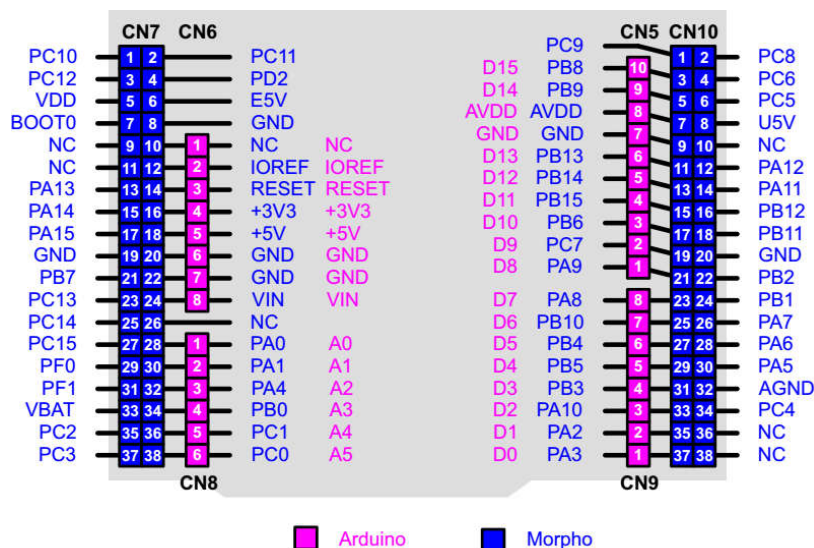 CN7 CN6 CN5 CN10
PC9 1 2 PC8
PC10 1 2 PC11
D15 PB8 10 3 4 PC6
PC12 3 4 PD2
D14 PB9 9 5 6 PC5
VDD 5 6 E5V
AVDD AVDD 8 7 8 U5V
BOOT0 7 8 GND
GND GND 7 9 10 NC
NC 9 10 1 NC NC
D13 PB13 6 11 12 PA12
NC 11 12 2 IOREF IOREF
D12 PB14 5 13 14 PA11
PA13 13 14 3 RESET RESET
D11 PB15 4 15 16 PB12
PA14 15 16 4 +3V3 +3V3
D10 PB6 3 17 18 PB11
PA15 17 18 5 +5V +5V
D9 PC7 2 19 20 GND
GND 19 20 6 GND GND
D8 PA9 1 21 22 PB2
PB7 21 22 7 GND GND
PC13 23 24 8 VIN VIN D7 PA8 8 23 24 PB1
PC14 25 26 NC D6 PB10 7 25 26 PA7
PC15 27 28 1 PA0 A0 D5 PB4 6 27 28 PA6
PF0 29 30 2 PA1 A1 D4 PB5 5 29 30 PA5
PF1 31 32 3 PA4 A2 D3 PB3 4 31 32 AGND
VBAT 33 34 4 PB0 A3 D2 PA10 3 33 34 PC4
PC2 35 36 5 PC1 A4 D1 PA2 2 35 36 NC
PC3 37 38 6 PC0 A5 D0 PA3 1 37 38 NC
CN8 CN9
Arduino Morpho